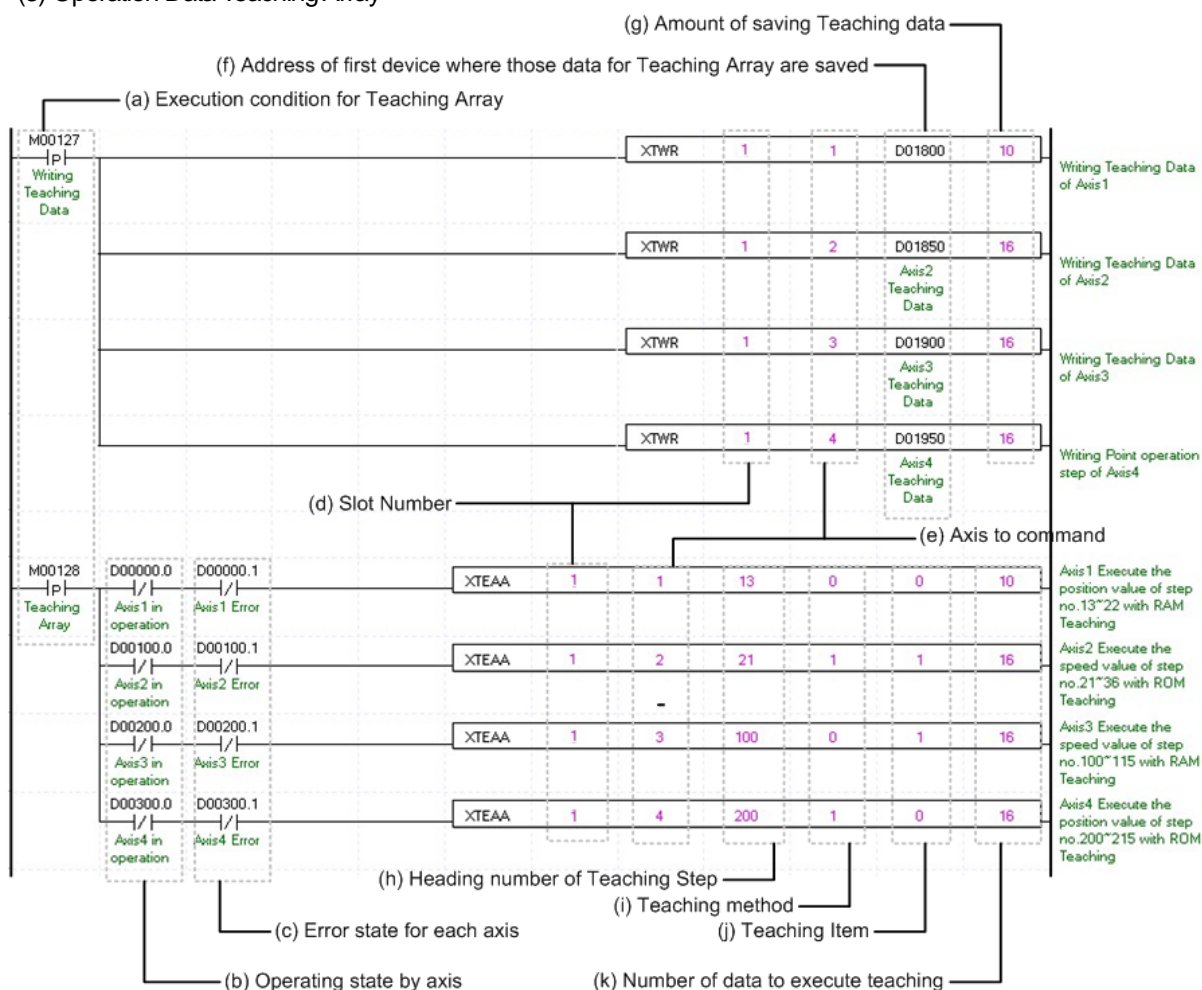 (s) Operation Data Teaching Array
(g) Amount of saving Teaching data
(f) Address of first device where those data for Teaching Array are saved
(a) Execution condition for Teaching Array
M00127
P
Writing
Teaching
Data
XTWR 1 1 D01800 10
Writing Teaching Data
of Axis1
XTWR 1 2 D01850 16
Axis2
Teaching
Data
Writing Teaching Data
of Axis2
XTWR 1 3 D01900 16
Axis3
Teaching
Data
Writing Teaching Data
of Axis3
XTWR 1 4 D01950 16
Axis4
Teaching
Data
Writing Point operation
step of Axis4
(d) Slot Number
(e) Axis to command
M00128
P
Teaching
Array
D00000.0
Axis1 in
operation
D00000.1
Axis1 Error
XTEAA 1 1 13 0 0 10
Axis1 Execute the
position value of step
no.13~22 with RAM
Teaching
D00100.0
Axis2 in
operation
D00100.1
Axis2 Error
XTEAA 1 2 21 1 1 16
Axis2 Execute the
speed value of step
no.21~36 with ROM
Teaching
D00200.0
Axis3 in
operation
D00200.1
Axis3 Error
XTEAA 1 3 100 0 1 16
Axis3 Execute the
speed value of step
no.100~115 with RAM
Teaching
D00300.0
Axis4 in
operation
D00300.1
Axis4 Error
XTEAA 1 4 200 1 0 16
Axis4 Execute the
position value of step
no.200~215 with ROM
Teaching
(h) Heading number of Teaching Step
(i) Teaching method
(c) Error state for each axis
(j) Teaching Item
(b) Operating state by axis
(k) Number of data to execute teaching